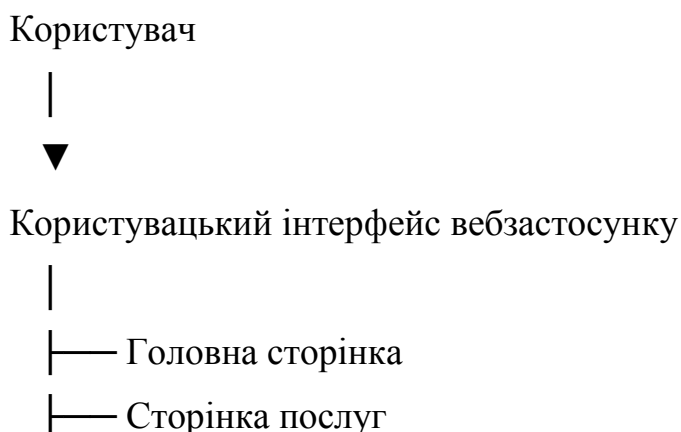 Користувач
│
▼
Користувацький інтерфейс вебзастосунку
│
├── Головна сторінка
├── Сторінка послуг